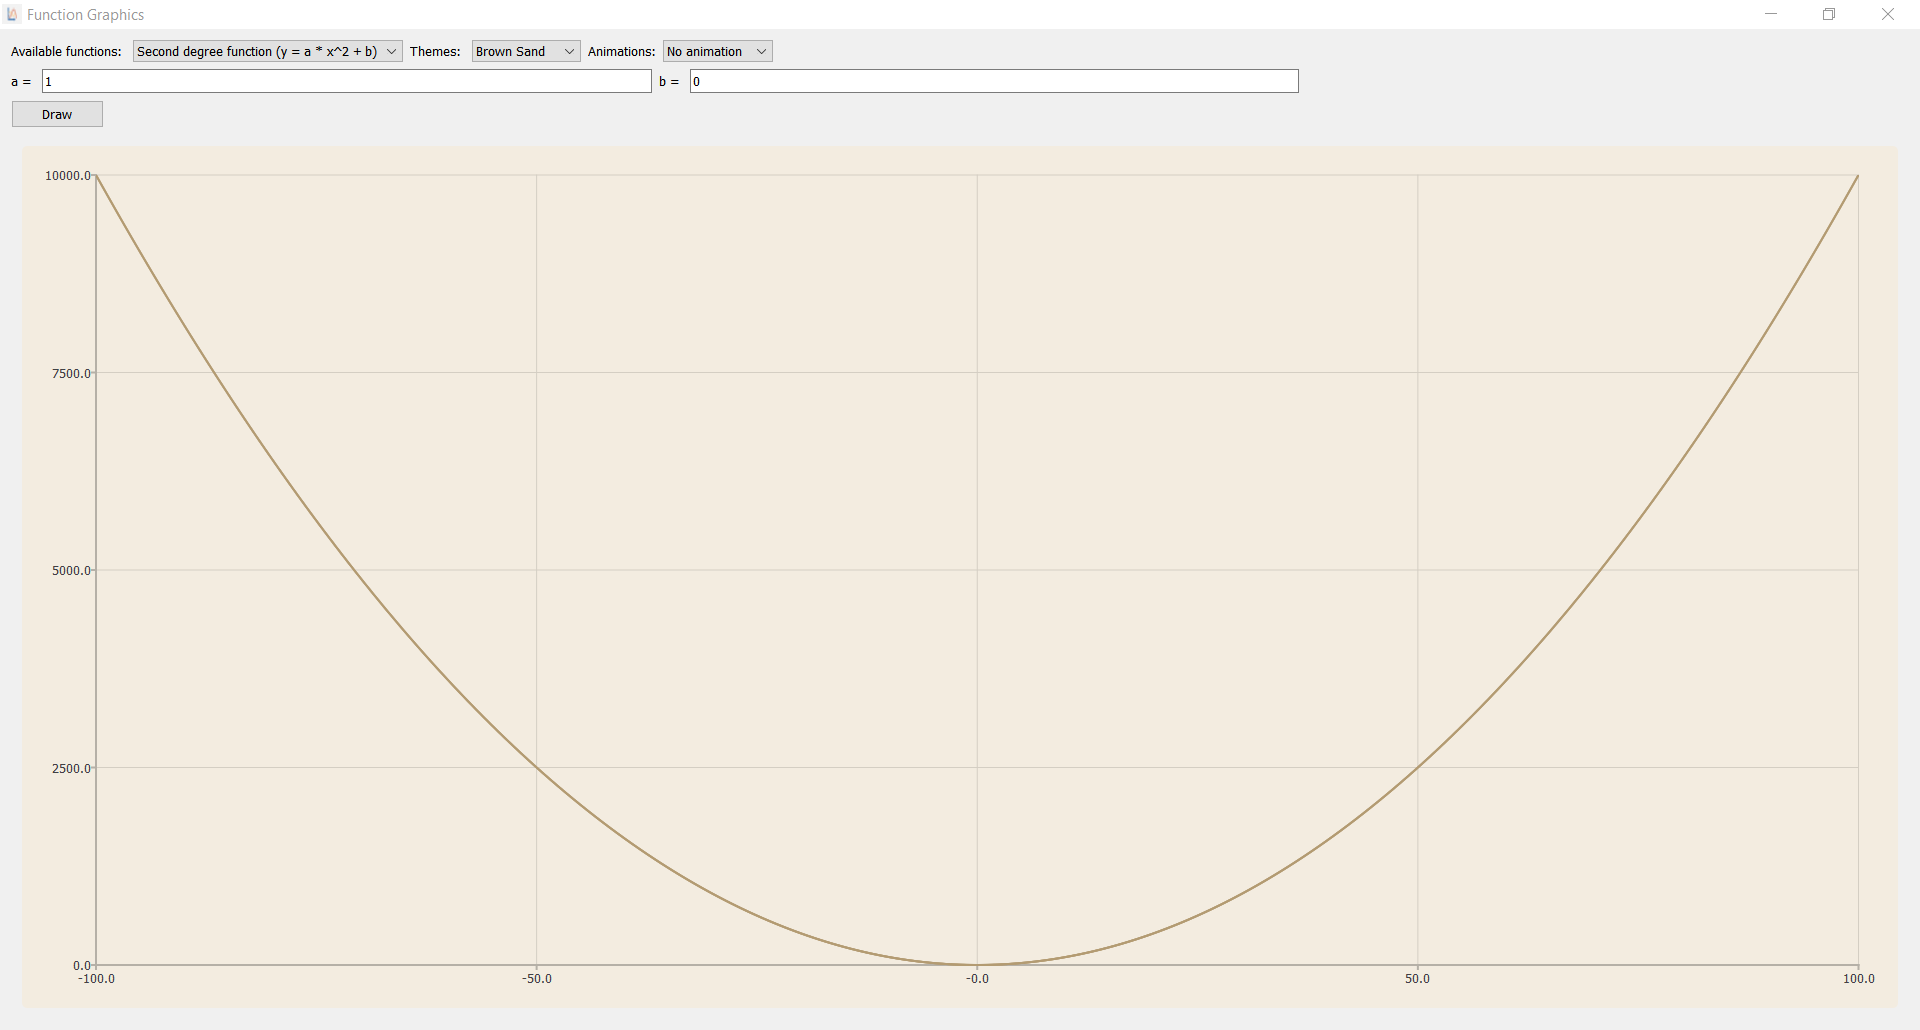 Function Graphics
Available functions: Second degree function (y = a * x^2 + b) Themes: Brown Sand Animations: No animation
a = 1 b = 0
Draw
10000.0
7500.0
5000.0
2500.0
0.0
-100.0 -50.0 -0.0 50.0 100.0